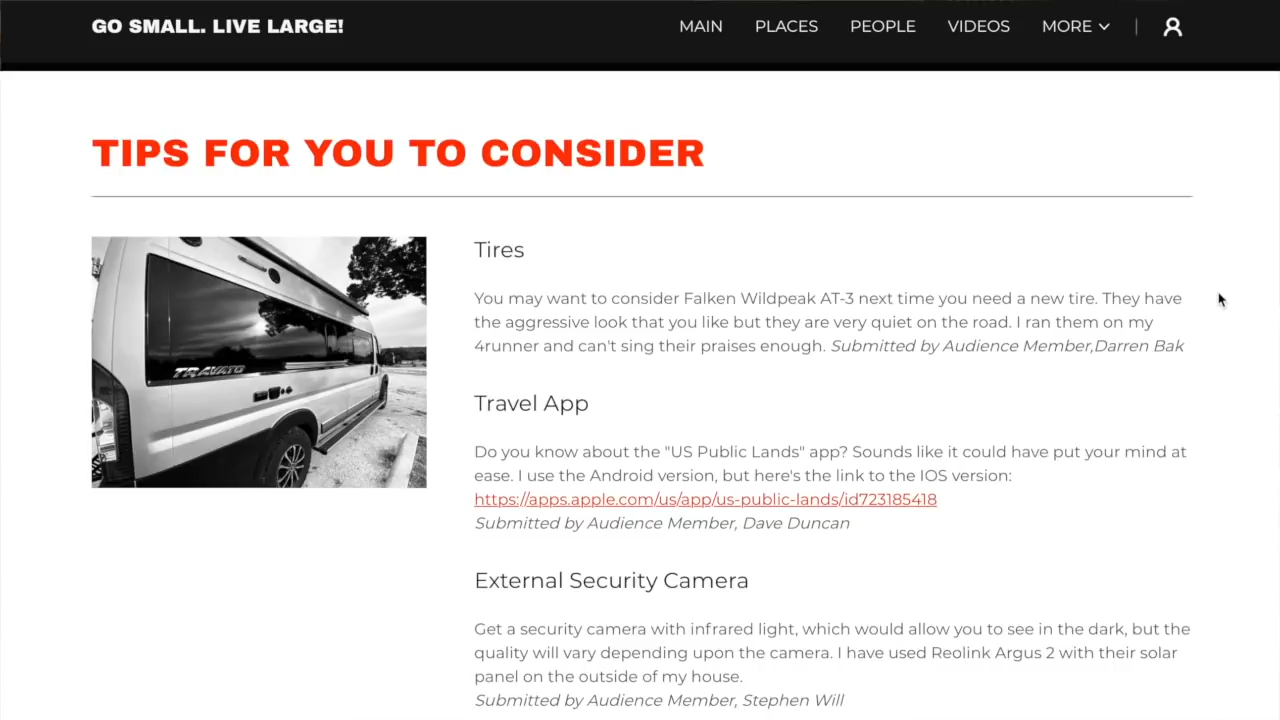 GO SMALL. LIVE LARGE!
MAIN PLACES PEOPLE VIDEOS MORE
TIPS FOR YOU TO CONSIDER
TRAVATO
Tires
You may want to consider Falken Wildpeak AT-3 next time you need a new tire. They have
the aggressive look that you like but they are very quiet on the road. I ran them on my
4runner and can't sing their praises enough. Submitted by Audience Member,Darren Bak
Travel App
Do you know about the "US Public Lands" app? Sounds like it could have put your mind at
ease. I use the Android version, but here's the link to the IOS version:
https://apps.apple.com/us/app/us-public-lands/id723185418
Submitted by Audience Member, Dave Duncan
External Security Camera
Get a security camera with infrared light, which would allow you to see in the dark, but the
quality will vary depending upon the camera. I have used Reolink Argus 2 with their solar
panel on the outside of my house.
Submitted by Audience Member, Stephen Will